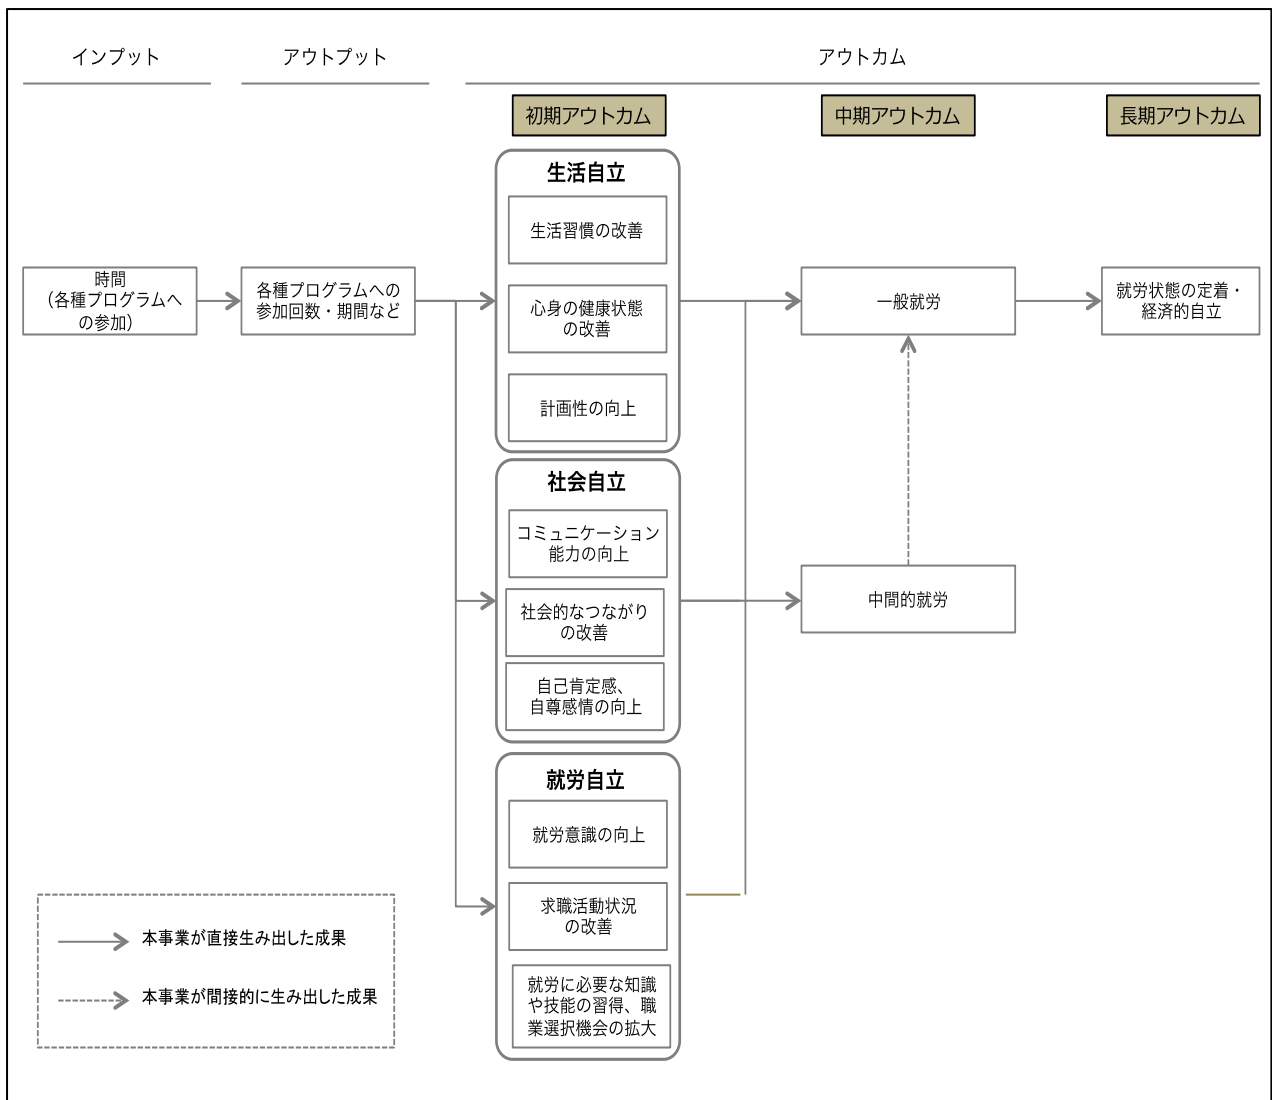 インプット
アウトプット
アウトカム
初期アウトカム
中期アウトカム
長期アウトカム
時間
（各種プログラムへ
の参加）
各種プログラムへの
参加回数・期間など
生活自立
生活習慣の改善
心身の健康状態
の改善
計画性の向上
社会自立
コミュニケーション
能力の向上
社会的なつながり
の改善
自己肯定感、
自尊感情の向上
就労自立
就労意識の向上
求職活動状況
の改善
就労に必要な知識
や技能の習得、職
業選択機会の拡大
一般就労
中間的就労
就労状態の定着・
経済的自立
本事業が直接生み出した成果
本事業が間接的に生み出した成果